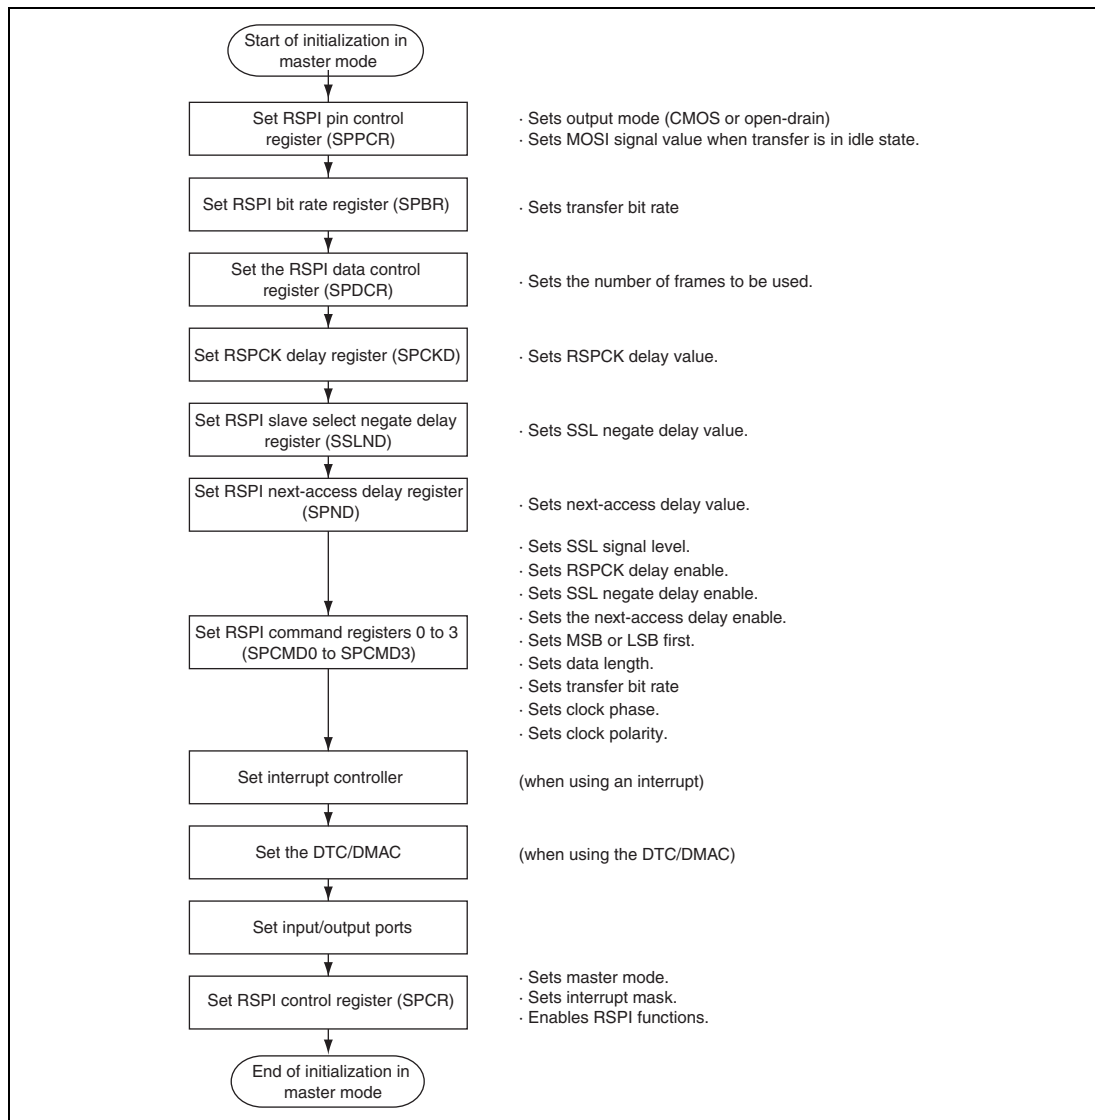 Start of initialization in
master mode
Set RSPI pin control
register (SPPCR)
· Sets output mode (CMOS or open-drain)
· Sets MOSI signal value when transfer is in idle state.
Set RSPI bit rate register (SPBR)
· Sets transfer bit rate
Set the RSPI data control
register (SPDCR)
· Sets the number of frames to be used.
Set RSPCK delay register (SPCKD)
· Sets RSPCK delay value.
Set RSPI slave select negate delay
register (SSLND)
· Sets SSL negate delay value.
Set RSPI next-access delay register
(SPND)
· Sets next-access delay value.
Set RSPI command registers 0 to 3
(SPCMD0 to SPCMD3)
· Sets SSL signal level.
· Sets RSPCK delay enable.
· Sets SSL negate delay enable.
· Sets the next-access delay enable.
· Sets MSB or LSB first.
· Sets data length.
· Sets transfer bit rate
· Sets clock phase.
· Sets clock polarity.
Set interrupt controller
(when using an interrupt)
Set the DTC/DMAC
(when using the DTC/DMAC)
Set input/output ports
Set RSPI control register (SPCR)
· Sets master mode.
· Sets interrupt mask.
· Enables RSPI functions.
End of initialization in
master mode